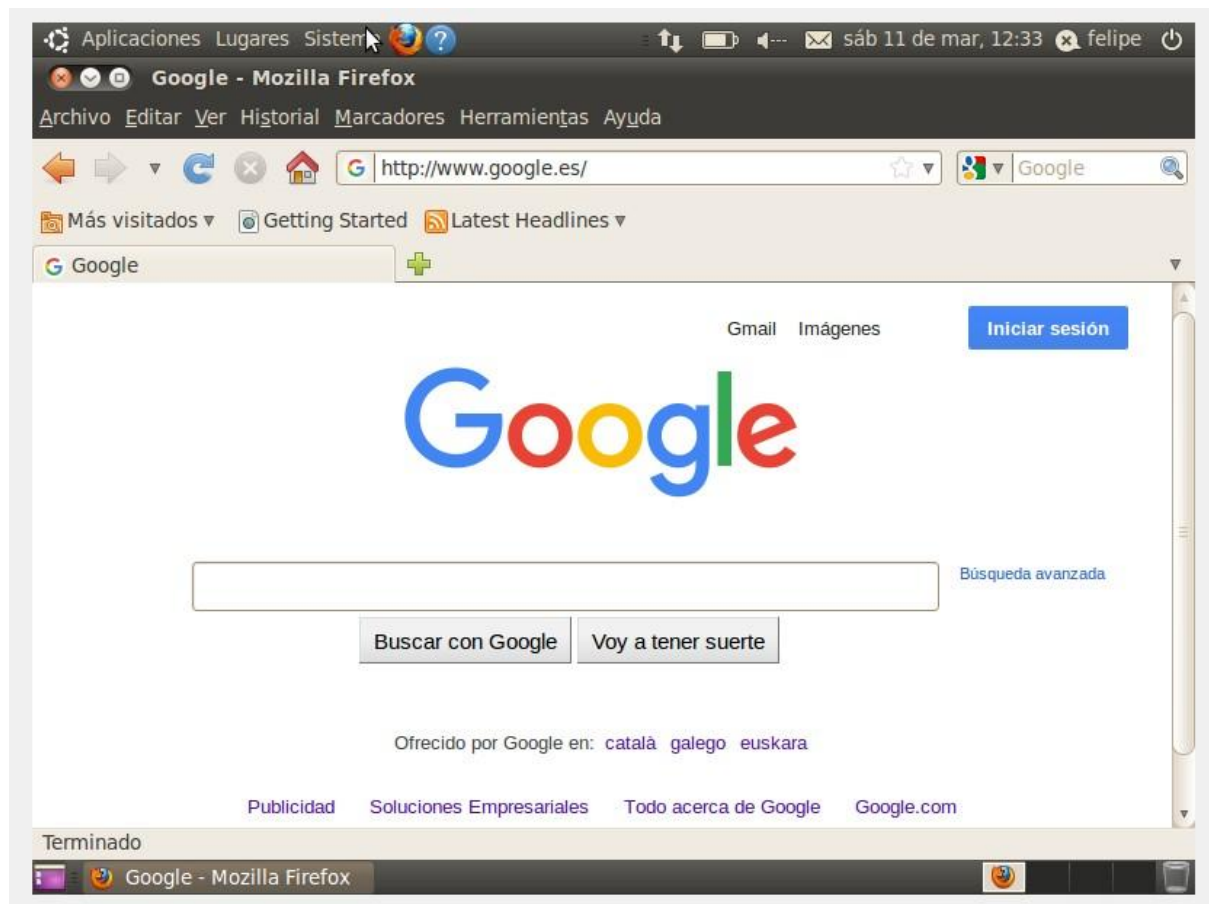 Aplicaciones Lugares Sistema sáb 11 de mar, 12:33 felipe
Google - Mozilla Firefox
Archivo Editar Ver Historial Marcadores Herramientas Ayuda
http://www.google.es/ Google
Más visitados Getting Started Latest Headlines
Google
Gmail Imágenes Iniciar sesión
Google
Búsqueda avanzada
Buscar con Google Voy a tener suerte
Ofrecido por Google en: català galego euskara
Publicidad Soluciones Empresariales Todo acerca de Google Google.com
Terminado
Google - Mozilla Firefox